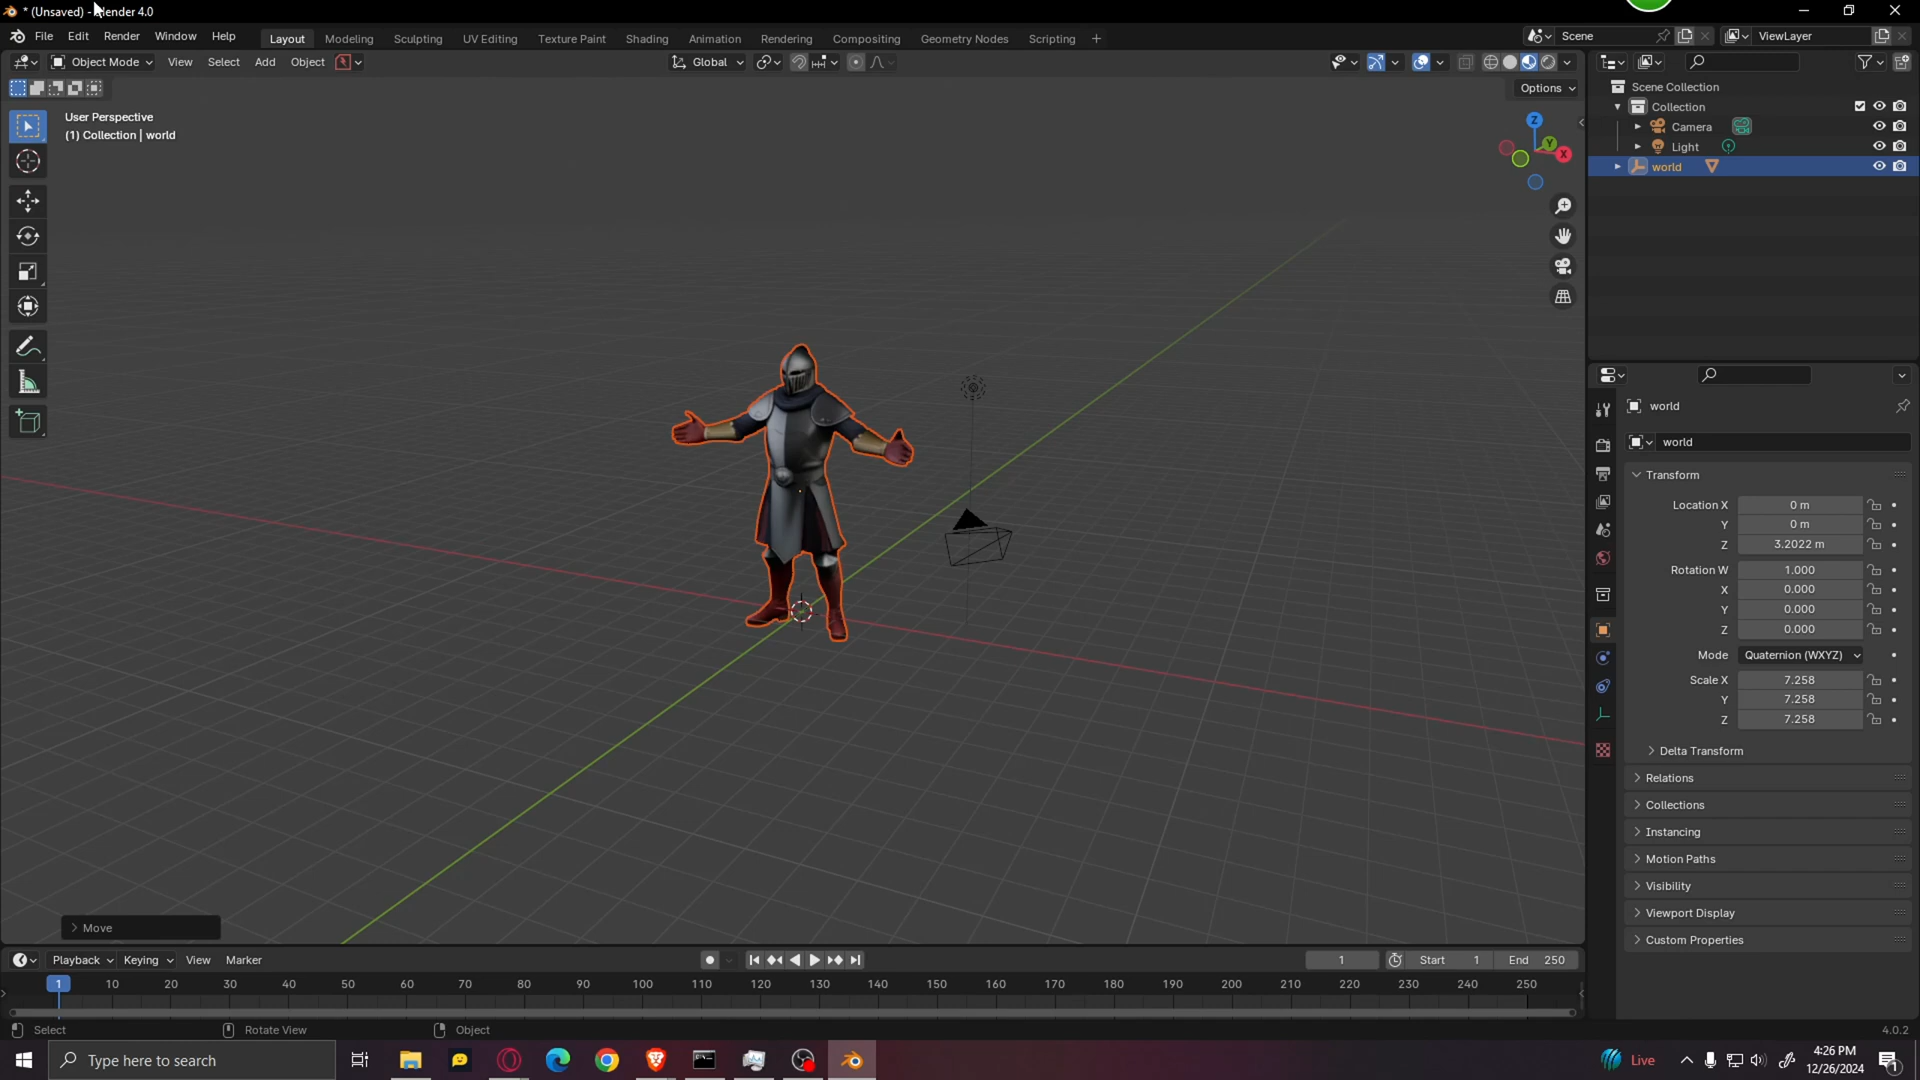 * (Unsaved) - lender 4.0
File Edit Render Window Help
Layout Modeling Sculpting UV Editing Texture Paint Shading Animation Rendering Compositing Geometry Nodes Scripting +
Scene ViewLayer
Object Mode View Select Add Object
Global
Options
User Perspective
(1) Collection | world
Z
Y
X
Scene Collection
Collection
Camera
Light
world
world
world
Transform
Location X 0 m
Y 0 m
Z 3.2022 m
Rotation W 1.000
X 0.000
Y 0.000
Z 0.000
Mode Quaternion (WXYZ)
Scale X 7.258
Y 7.258
Z 7.258
Delta Transform
Relations
Collections
Instancing
Motion Paths
Visibility
Viewport Display
Custom Properties
Move
Playback Keying View Marker
1 Start 1 End 250
1 10 20 30 40 50 60 70 80 90 100 110 120 130 140 150 160 170 180 190 200 210 220 230 240 250
Select Rotate View Object 4.0.2
Type here to search
Live
4:26 PM
12/26/2024
1